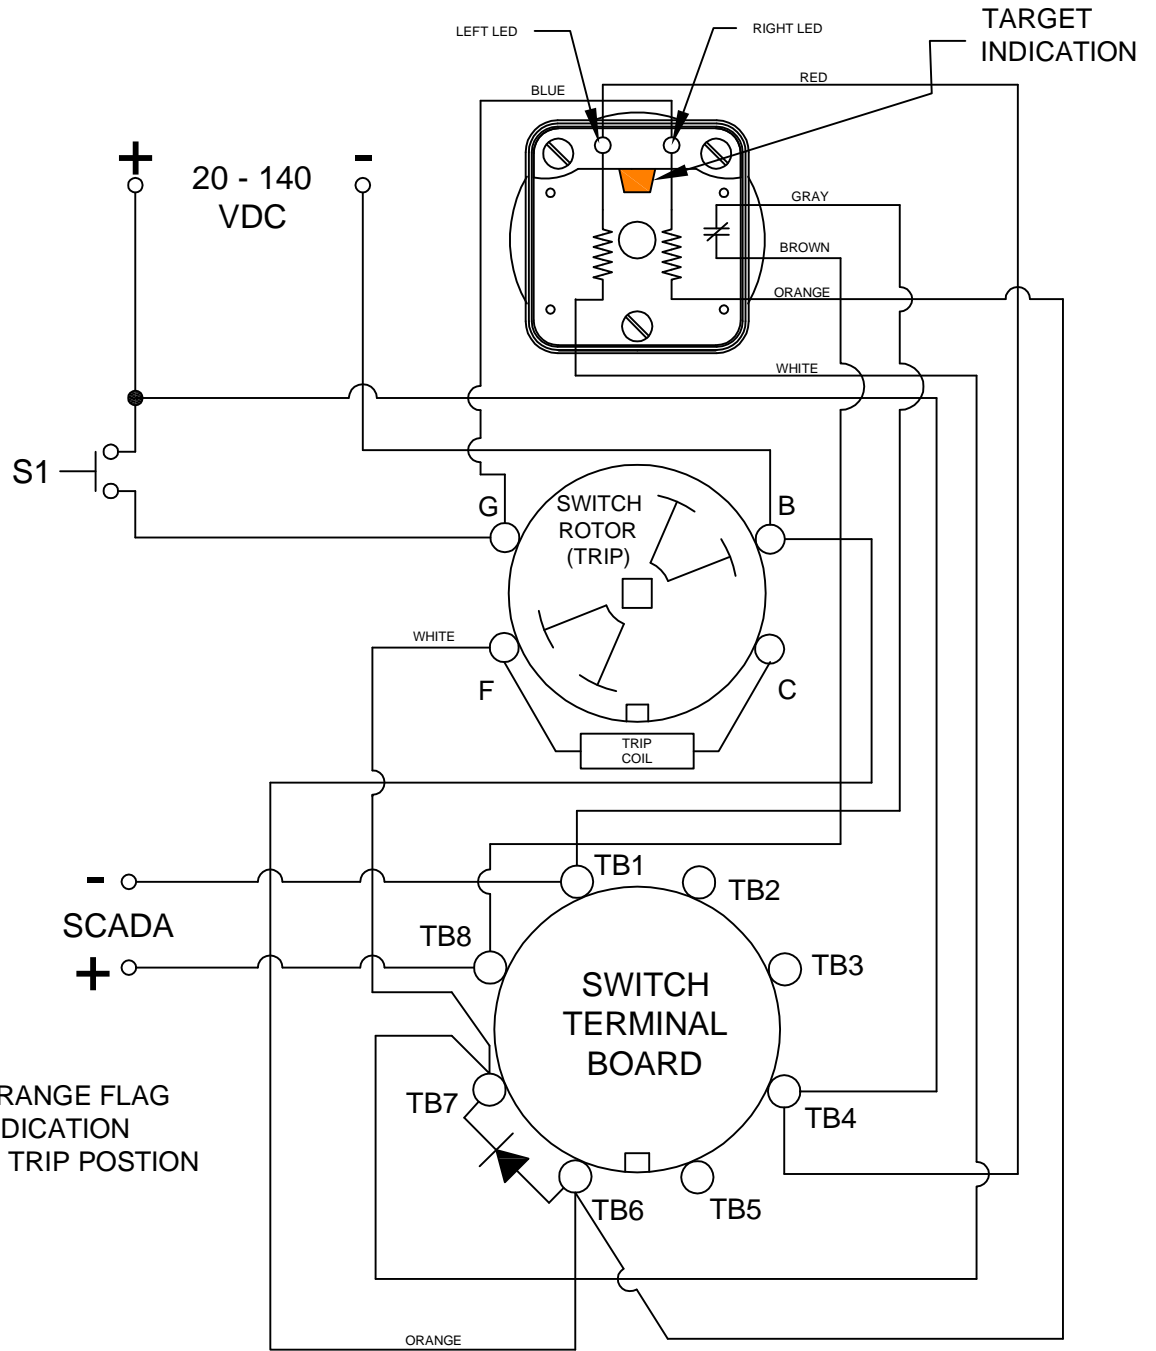 LEFT LED
RIGHT LED
TARGET
INDICATION
RED
BLUE
+
-
20 - 140
VDC
GRAY
BROWN
ORANGE
WHITE
S1
G
B
SWITCH
ROTOR
(TRIP)
WHITE
F
C
TRIP
COIL
-
SCADA
+
TB1
TB2
TB8
TB3
SWITCH
TERMINAL
BOARD
TB7
TB4
RANGE FLAG
DICATION
TRIP POSTION
TB6
TB5
ORANGE